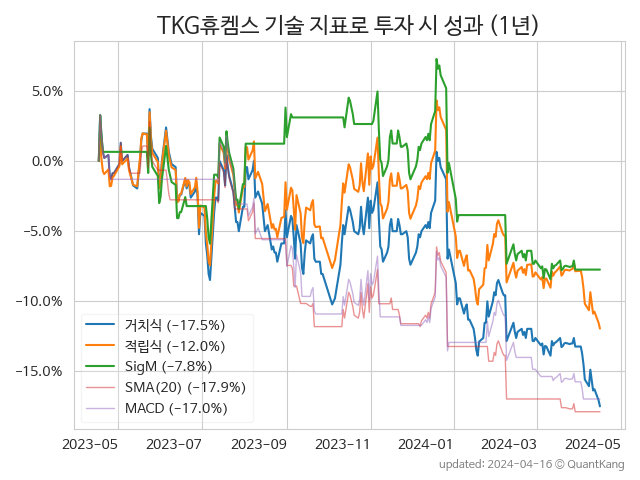 TKG휴켐스 기술 지표로 투자 시 성과 (1년)
5.0%
0.0%
−5.0%
−10.0%
−15.0%
거치식 (−17.5%)
적립식 (−12.0%)
SigM (−7.8%)
SMA(20) (−17.9%)
MACD (−17.0%)
2023-05 2023-07 2023-09 2023-11 2024-01 2024-03 2024-05
updated: 2024-04-16 © QuantKang